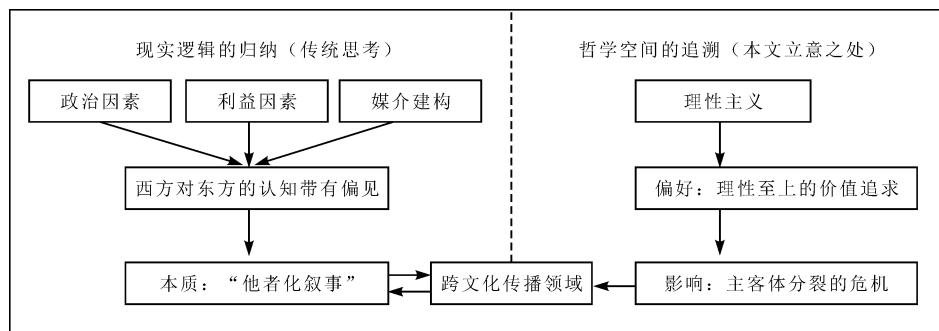 现实逻辑的归纳（传统思考）
哲学空间的追溯（本文立意之处）
政治因素
利益因素
媒介建构
理性主义
西方对东方的认知带有偏见
偏好：理性至上的价值追求
本质：“他者化叙事”
跨文化传播领域
影响：主客体分裂的危机